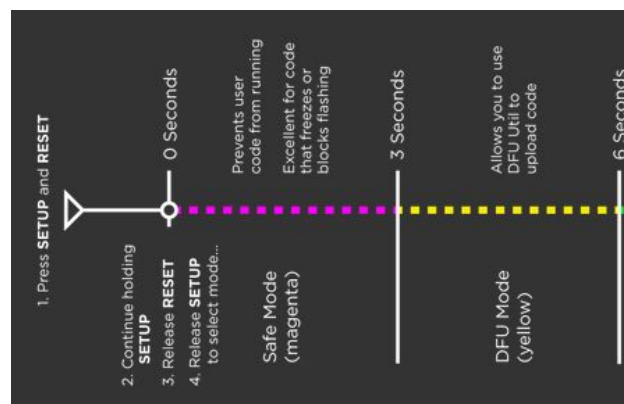 1. Press SETUP and RESET
2. Continue holding
SETUP
3. Release RESET
4. Release SETUP
to select mode...
0 Seconds
Safe Mode
(magenta)
Prevents user
code from running
Excellent for code
that freezes or
blocks flashing
3 Seconds
DFU Mode
(yellow)
Allows you to use
DFU Util to
upload code
6 Seconds